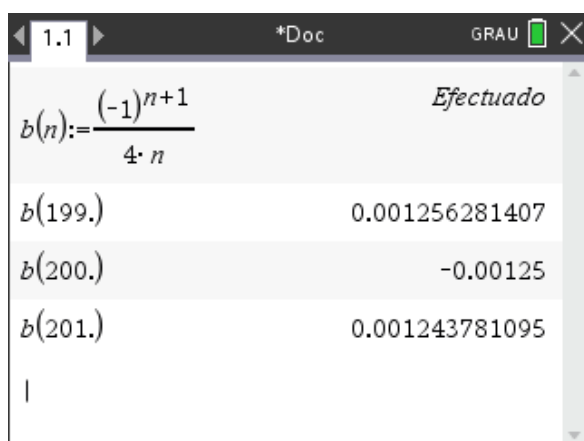 1.1 *Doc GRAU
b(n):=(-1)^(n+1)/(4·n) Efectuado
b(199.) 0.001256281407
b(200.) -0.00125
b(201.) 0.001243781095